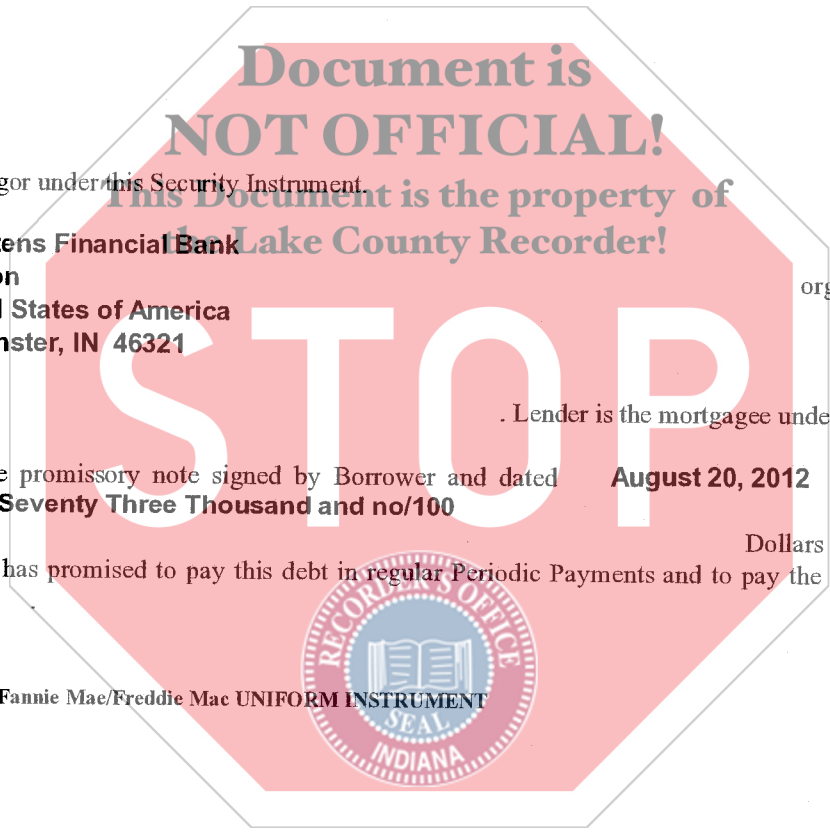 Document is
NOT OFFICIAL!
gor under this Security Instrument.
This Document is the property of
tens Financial Bank
the Lake County Recorder!
on
org
States of America
nster, IN 46321
STOP
. Lender is the mortgagee unde
e promissory note signed by Borrower and dated August 20, 2012
Seventy Three Thousand and no/100
Dollars
has promised to pay this debt in regular Periodic Payments and to pay the
RECORDER'S OFFICE
Fannie Mae/Freddie Mac UNIFORM INSTRUMENT
SEAL
INDIANA